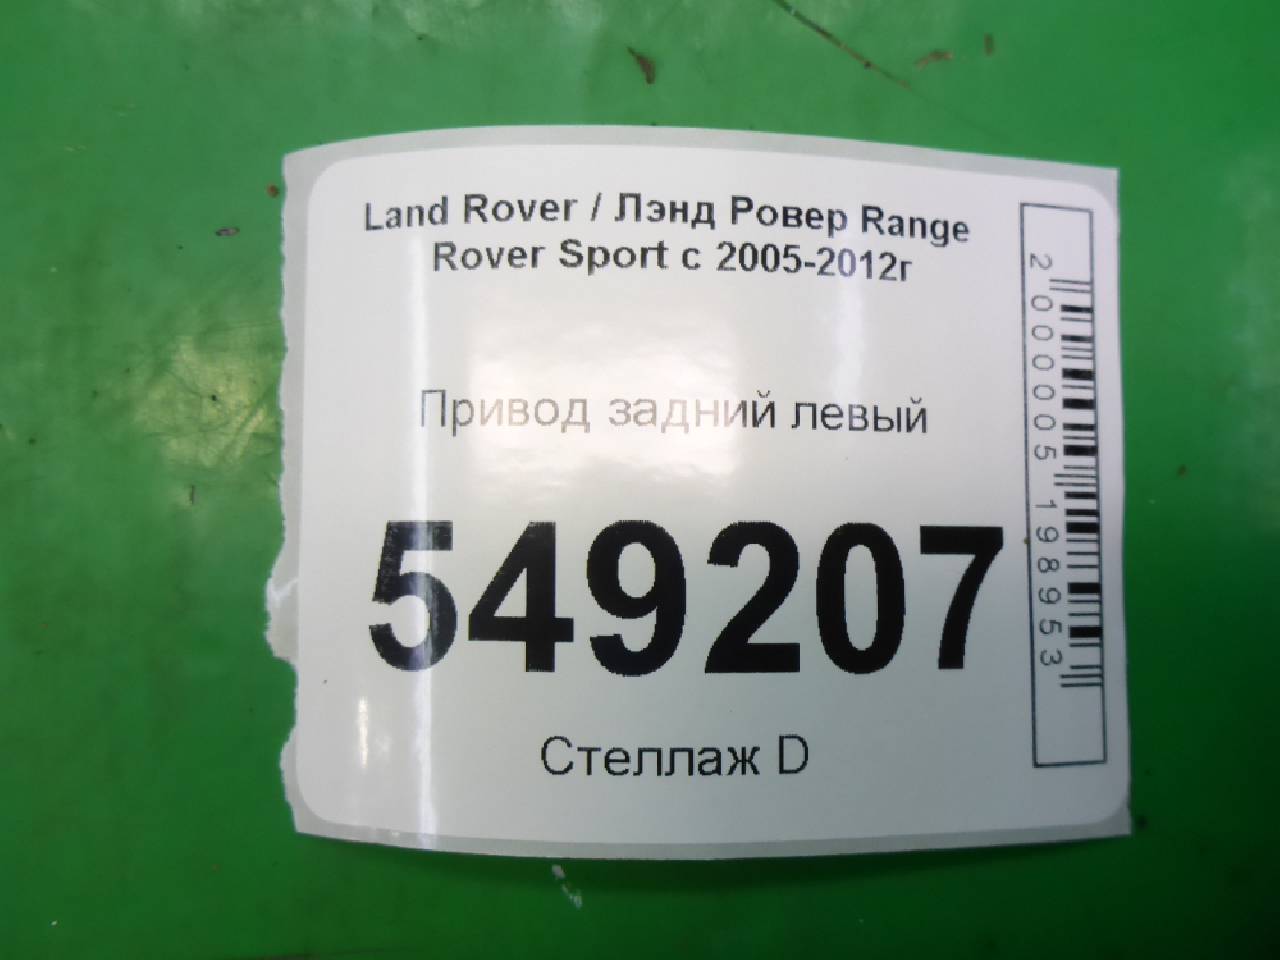 Land Rover / Лэнд Ровер Range
Rover Sport с 2005-2012г
Привод задний левый
549207
Стеллаж D
2000005198953